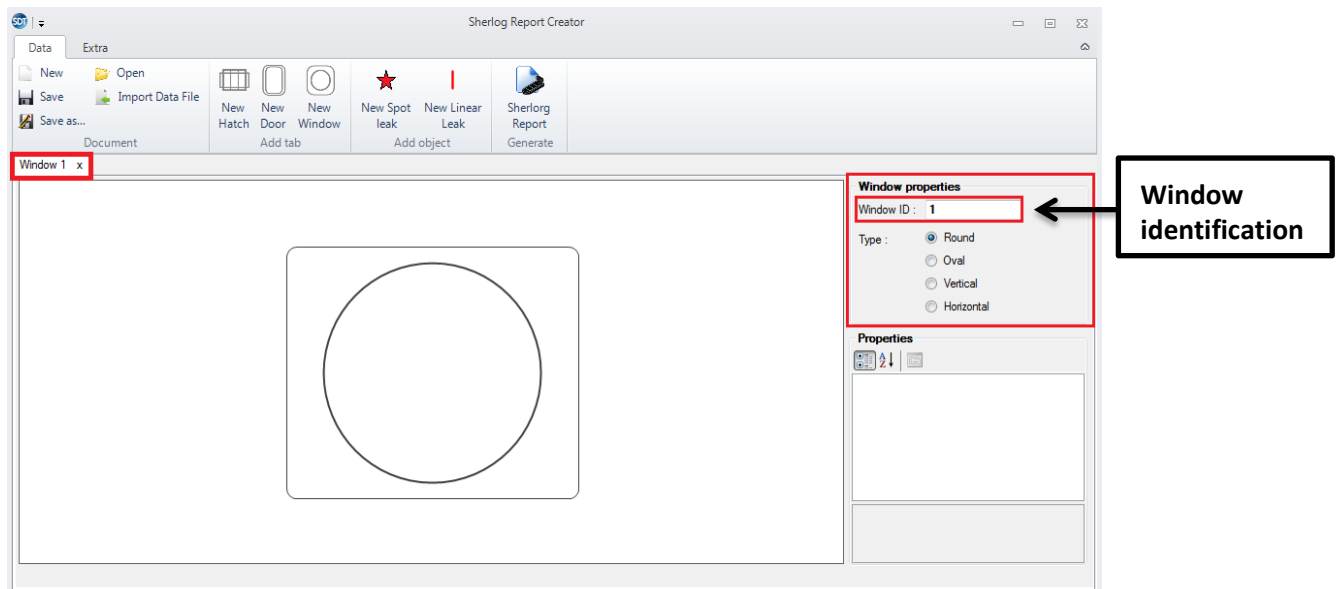 SDT
Sherlog Report Creator
Data Extra
New Open
Save Import Data File
Save as...
Document
New Hatch
New Door
New Window
Add tab
New Spot leak
New Linear Leak
Add object
Sherlorg Report
Generate
Window 1 x
Window properties
Window ID : 1
Type : Round
Oval
Vertical
Horizontal
Properties
A
Z
Window
identification